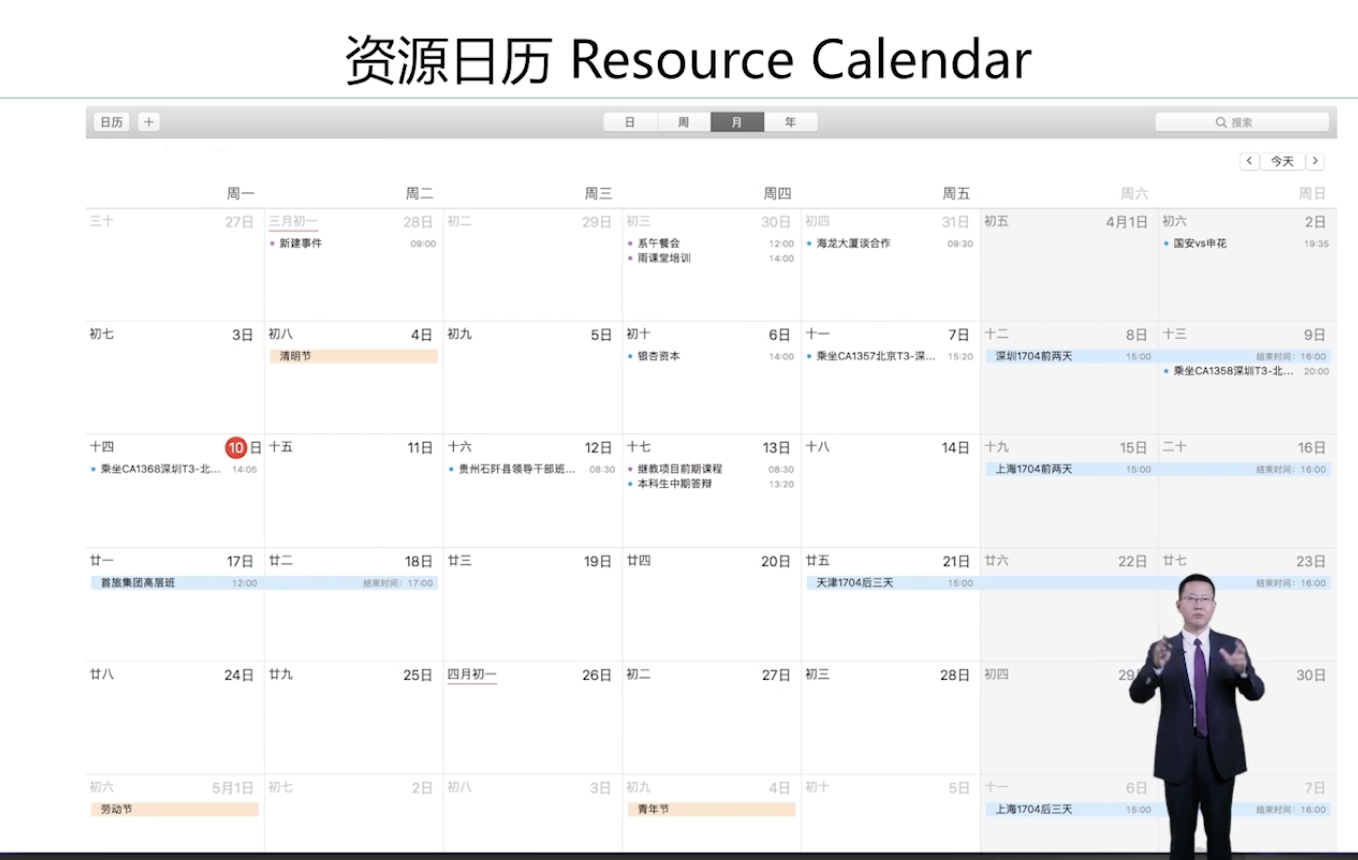 资源日历 Resource Calendar
日历 + 日 周 月 年 搜索
< 今天 >
周一 周二 周三 周四 周五 周六 周日
三十 27日 三月初一 28日 初二 29日 初三 30日 初四 31日 初五 4月1日 初六 2日
新建事件 09:00 系午餐会 12:00 海龙大厦谈合作 09:30 国安vs申花 19:35
雨课堂培训 14:00
初七 3日 初八 4日 初九 5日 初十 6日 十一 7日 十二 8日 十三 9日
清明节 银杏资本 14:00 乘坐CA1357北京T3-深... 15:20 深圳1704前两天 15:00 结束时间：16:00
乘坐CA1358深圳T3-北... 20:00
十四 10日 十五 11日 十六 12日 十七 13日 十八 14日 十九 15日 二十 16日
乘坐CA1368深圳T3-北... 14:05 贵州石阡县领导干部班... 08:30 继教项目前期课程 08:30 上海1704前两天 15:00 结束时间：16:00
本科生中期答辩 13:20
廿一 17日 廿二 18日 廿三 19日 廿四 20日 廿五 21日 廿六 22日 廿七 23日
首旅集团高层班 12:00 结束时间：17:00 天津1704后三天 15:00 结束时间：16:00
廿八 24日 廿九 25日 四月初一 26日 初二 27日 初三 28日 初四 29 30日
初六 5月1日 初七 2日 初八 3日 初九 4日 初十 5日 十一 6日 7日
劳动节 青年节 上海1704后三天 15:00 结束时间：16:00